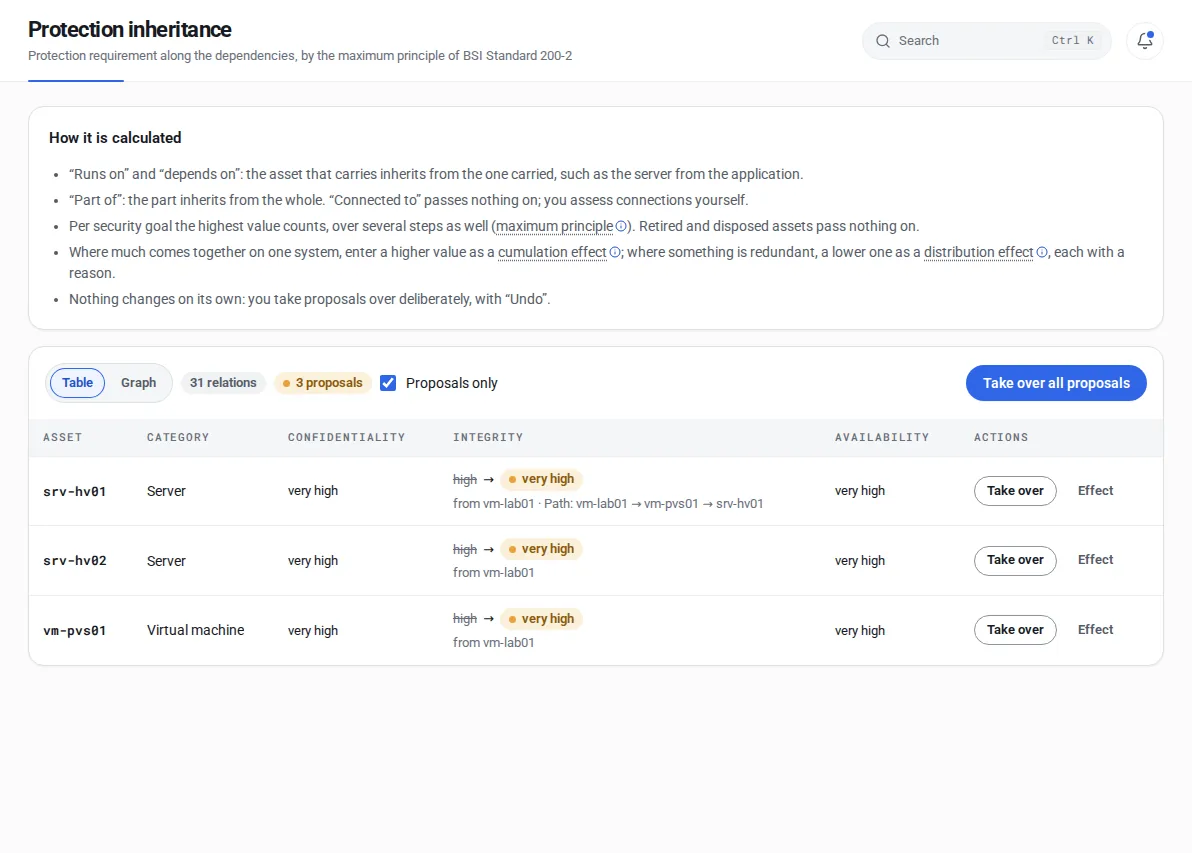 Protection inheritance
Protection requirement along the dependencies, by the maximum principle of BSI Standard 200-2
Search
Ctrl K
How it is calculated
• “Runs on” and “depends on”: the asset that carries inherits from the one carried, such as the server from the application.
• “Part of”: the part inherits from the whole. “Connected to” passes nothing on; you assess connections yourself.
• Per security goal the highest value counts, over several steps as well (maximum principle). Retired and disposed assets pass nothing on.
• Where much comes together on one system, enter a higher value as a cumulation effect; where something is redundant, a lower one as a distribution effect, each with a
reason.
• Nothing changes on its own: you take proposals over deliberately, with “Undo”.
Table Graph 31 relations 3 proposals Proposals only Take over all proposals
ASSET CATEGORY CONFIDENTIALITY INTEGRITY AVAILABILITY ACTIONS
srv-hv01 Server very high high → very high very high Take over Effect
from vm-lab01 · Path: vm-lab01 → vm-pvs01 → srv-hv01
srv-hv02 Server very high high → very high very high Take over Effect
from vm-lab01
vm-pvs01 Virtual machine very high high → very high very high Take over Effect
from vm-lab01